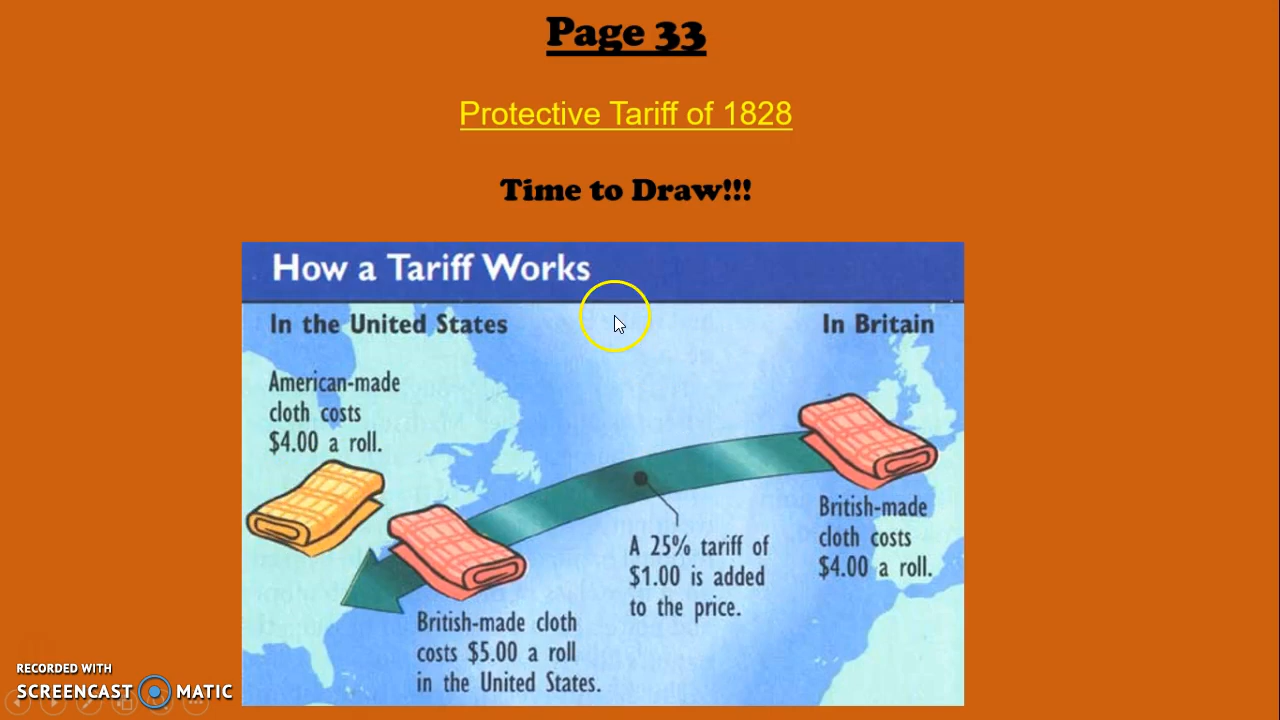 Page 33
Protective Tariff of 1828
Time to Draw!!!
How a Tariff Works
In the United States
In Britain
American-made
cloth costs
$4.00 a roll.
British-made
cloth costs
$4.00 a roll.
A 25% tariff of
$1.00 is added
to the price.
British-made cloth
costs $5.00 a roll
in the United States.
RECORDED WITH
SCREENCAST MATIC